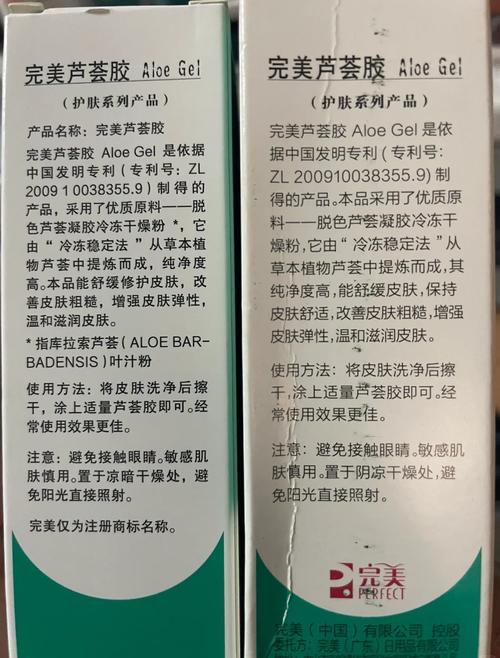 完美芦荟胶 Aloe Gel
(护肤系列产品)
产品名称：完美芦荟胶
完美芦荟胶 Aloe Gel 是依据
中国发明专利（专利号：ZL
2009 1 0038355.9）制得的
产品，采用了优质原料——脱
色芦荟凝胶冷冻干燥粉 *，它
由“ 冷冻稳定法 ”从草本植
物芦荟中提炼而成，纯净度
高。本品能舒缓修护皮肤，改
善皮肤粗糙，增强皮肤弹性，
温和滋润皮肤。
* 指库拉索芦荟（ALOE BAR-
BADENSIS）叶汁粉
使用方法：将皮肤洗净后擦
干，涂上适量芦荟胶即可。经
常使用效果更佳。
注意：避免接触眼睛。敏感肌
肤慎用。置于凉暗干燥处，避
免阳光直接照射。
完美仅为注册商标名称。
完美芦荟胶 Aloe Gel
(护肤系列产品)
完美芦荟胶 Aloe Gel 是依
据中国发明专利（专利号：
ZL 200910038355.9）制
得的产品。本品采用了优质
原料——脱色芦荟凝胶冷冻干
燥粉，它由“ 冷冻稳定法 ”从
草本植物芦荟中提炼而成，其
纯净度高，能舒缓皮肤，保持
皮肤舒适，改善皮肤粗糙，增强
皮肤弹性，温和滋润皮肤。
使用方法：将皮肤洗净后擦
干，涂上适量芦荟胶即可。经
常使用效果更佳。
注意：避免接触眼睛。敏感肌
肤慎用。置于阴凉干燥处，避
免阳光直接照射。
完美
PERFECT
完美（中国）有限公司 控股
委托方：完美（广东）日用品有限公司